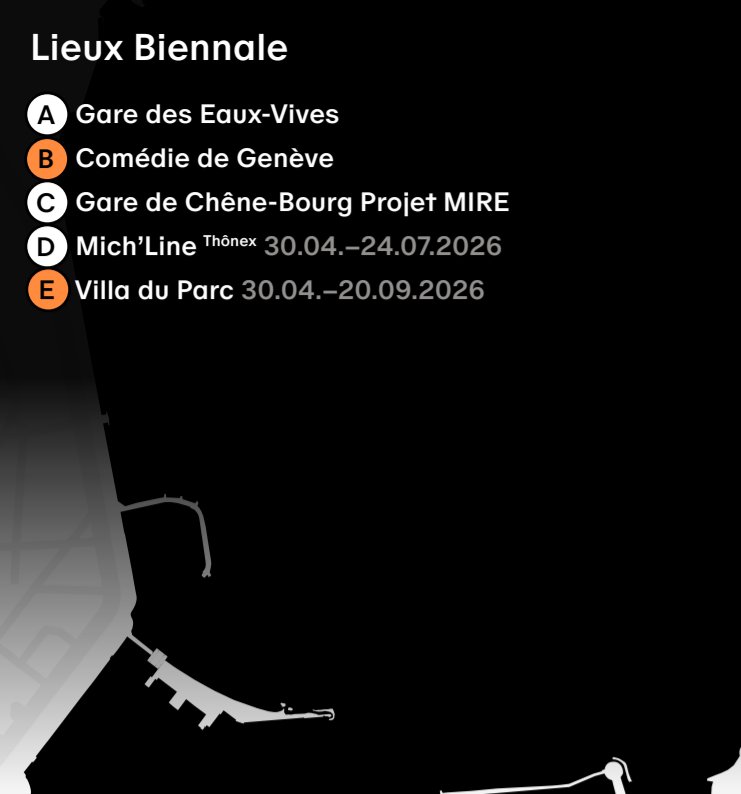 Lieux Biennale
A Gare des Eaux-Vives
B Comédie de Genève
C Gare de Chêne-Bourg Projet MIRE
D Mich’Line Thônex 30.04.–24.07.2026
E Villa du Parc 30.04.–20.09.2026